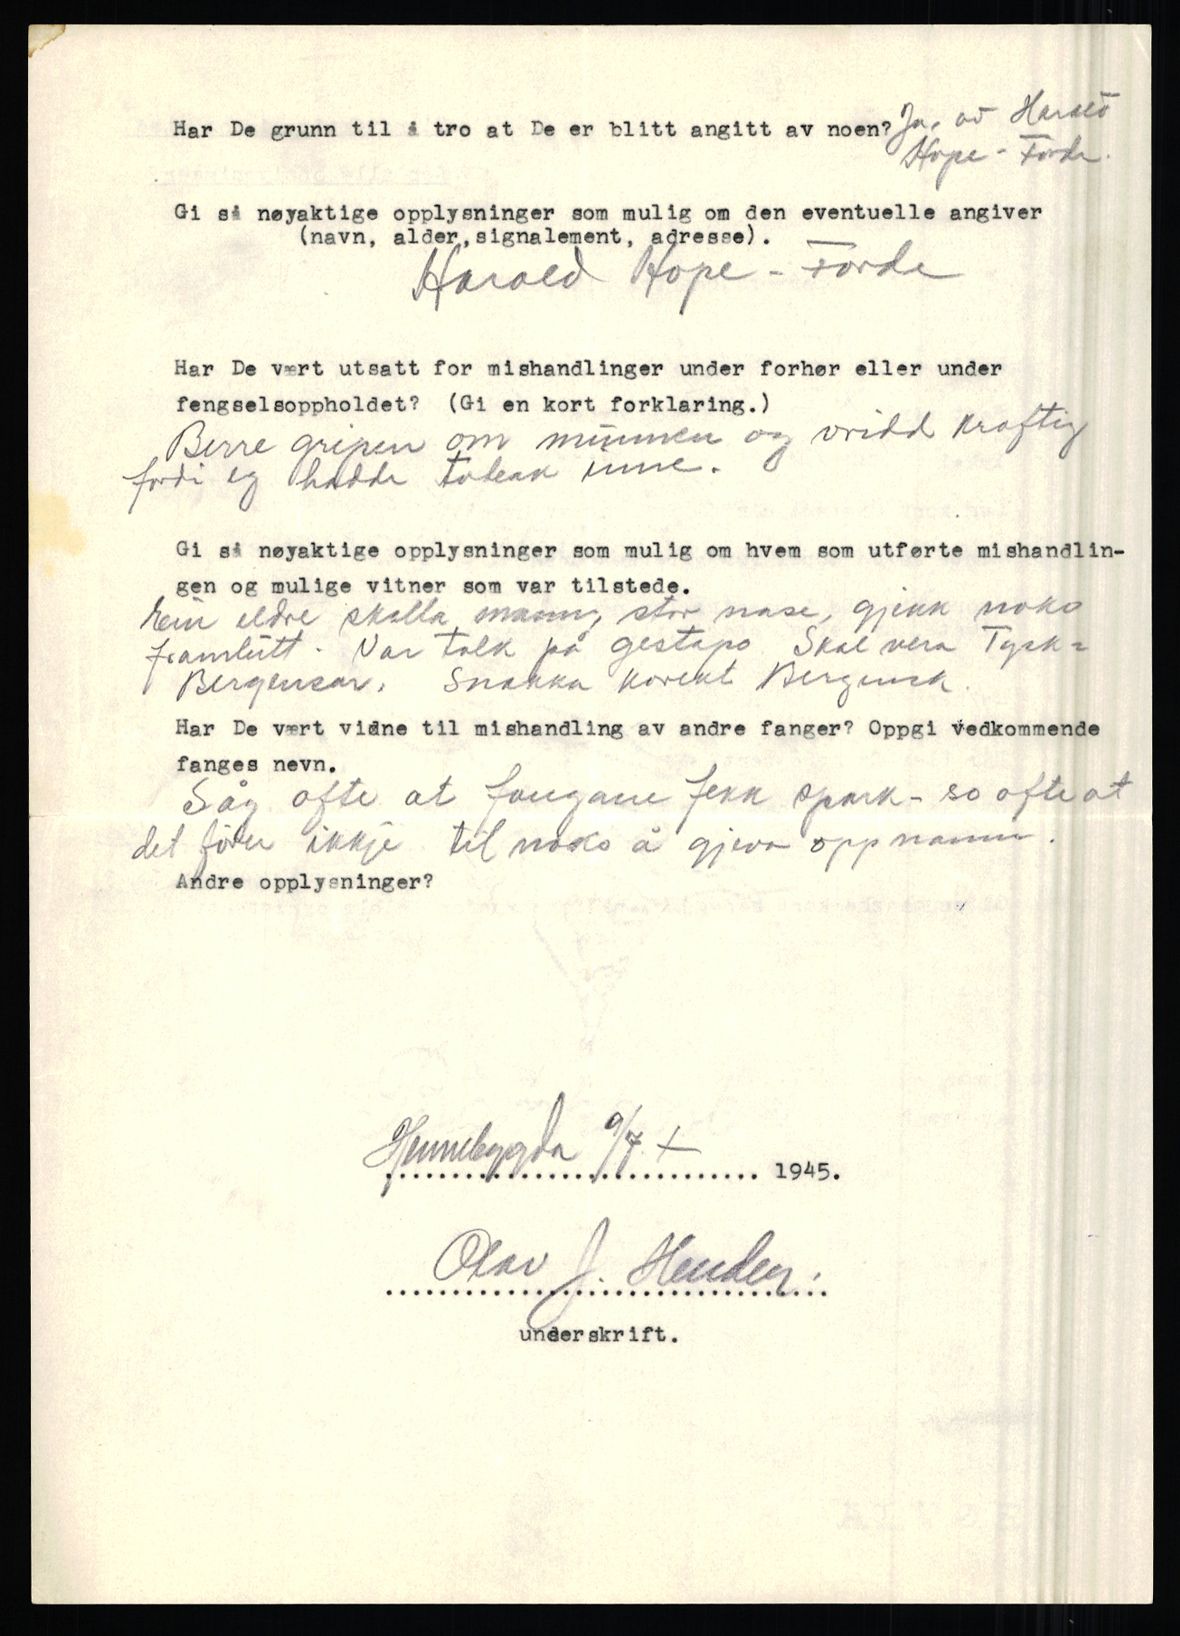 Har De grunn til å tro at De er blitt angitt av noen? Ja, av Harald
Hope - Førde.
Gi så nøyaktige opplysninger som mulig om den eventuelle angiver
(navn, alder, signalement, adresse).
Harald Hope - Førde
Har De vært utsatt for mishandlinger under forhør eller under
fengselsoppholdet? (Gi en kort forklaring.)
Berre gripen om munnen og vridd kraftig
fordi eg hadde tobakk inne.
Gi så nøyaktige opplysninger som mulig om hvem som utførte mishandlin-
gen og mulige vitner som var tilstede.
Ein eldre skalla mann, stor nase, gjekk noko
framlutt. Var tolk på gestapo. Skal vera Tysk=
Bergensar. Snakka korekt Bergensk.
Har De vært vidne til mishandling av andre fanger? Oppgi vedkommende
fanges nevn.
Såg ofte at fangane fekk spark - so ofte at
det fører ikkje til noko å gjeva opp namn.
Andre opplysninger?
Hennebygda 9/7 1945.
Olav J. Henden.
underskrift.